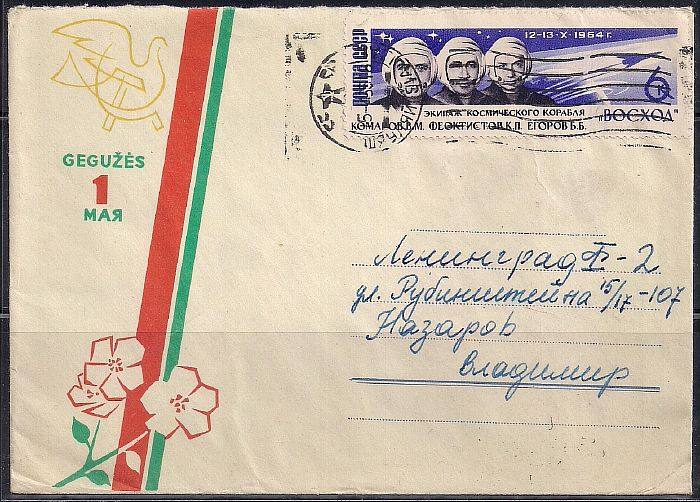 GEGUŽĖS
1
МАЯ
12-13-X-1964 г.
ПОЧТА СССР
6 к
ЭКИПАЖ КОСМИЧЕСКОГО КОРАБЛЯ "ВОСХОД"
КОМАРОВ В.М. ФЕОКТИСТОВ К.П. ЕГОРОВ Б.Б.
Ленинград Ф-2
ул. Рубинштейна 15/17-107
Назаров
Владимир